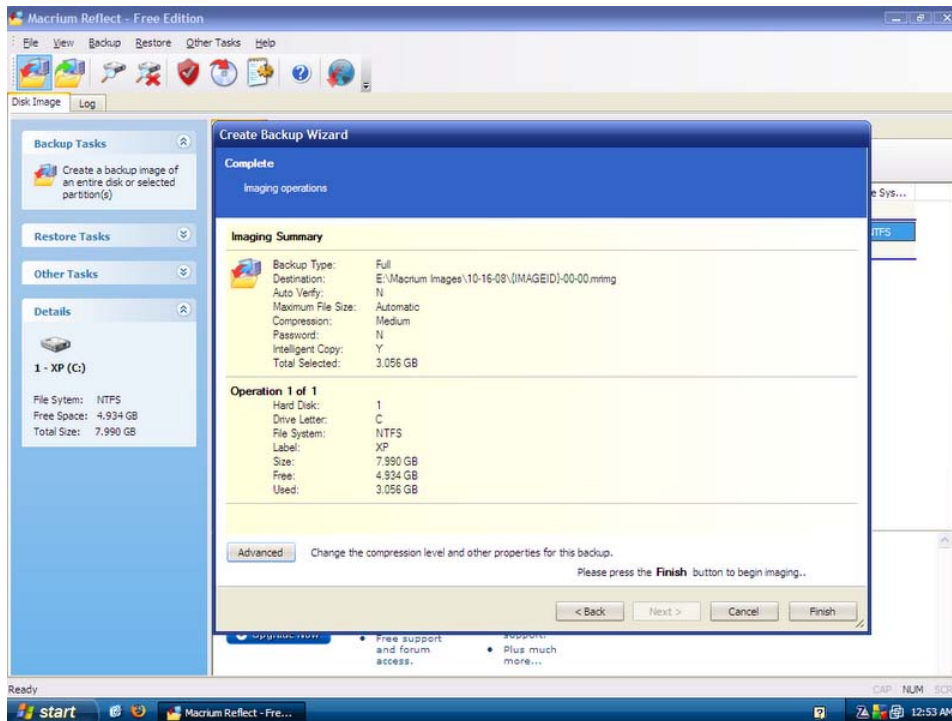 Macrium Reflect - Free Edition
File View Backup Restore Other Tasks Help
Disk Image Log
Backup Tasks
Create a backup image of
an entire disk or selected
partition(s)
Restore Tasks
Other Tasks
Details
1 - XP (C:)
File Sytem: NTFS
Free Space: 4.934 GB
Total Size: 7.990 GB
Create Backup Wizard
Complete
Imaging operations
Imaging Summary
Backup Type: Full
Destination: E:\Macrium Images\10-16-08\{IMAGEID}-00-00.mrimg
Auto Verify: N
Maximum File Size: Automatic
Compression: Medium
Password: N
Intelligent Copy: Y
Total Selected: 3.056 GB
Operation 1 of 1
Hard Disk: 1
Drive Letter: C
File System: NTFS
Label: XP
Size: 7.990 GB
Free: 4.934 GB
Used: 3.056 GB
Advanced Change the compression level and other properties for this backup.
Please press the Finish button to begin imaging..
< Back Next > Cancel Finish
e Sys...
NTFS
Upgrade Now
Free support
and forum
access.
support.
Plus much
more...
Ready CAP NUM SCR
start Macrium Reflect - Fre... 12:53 AM